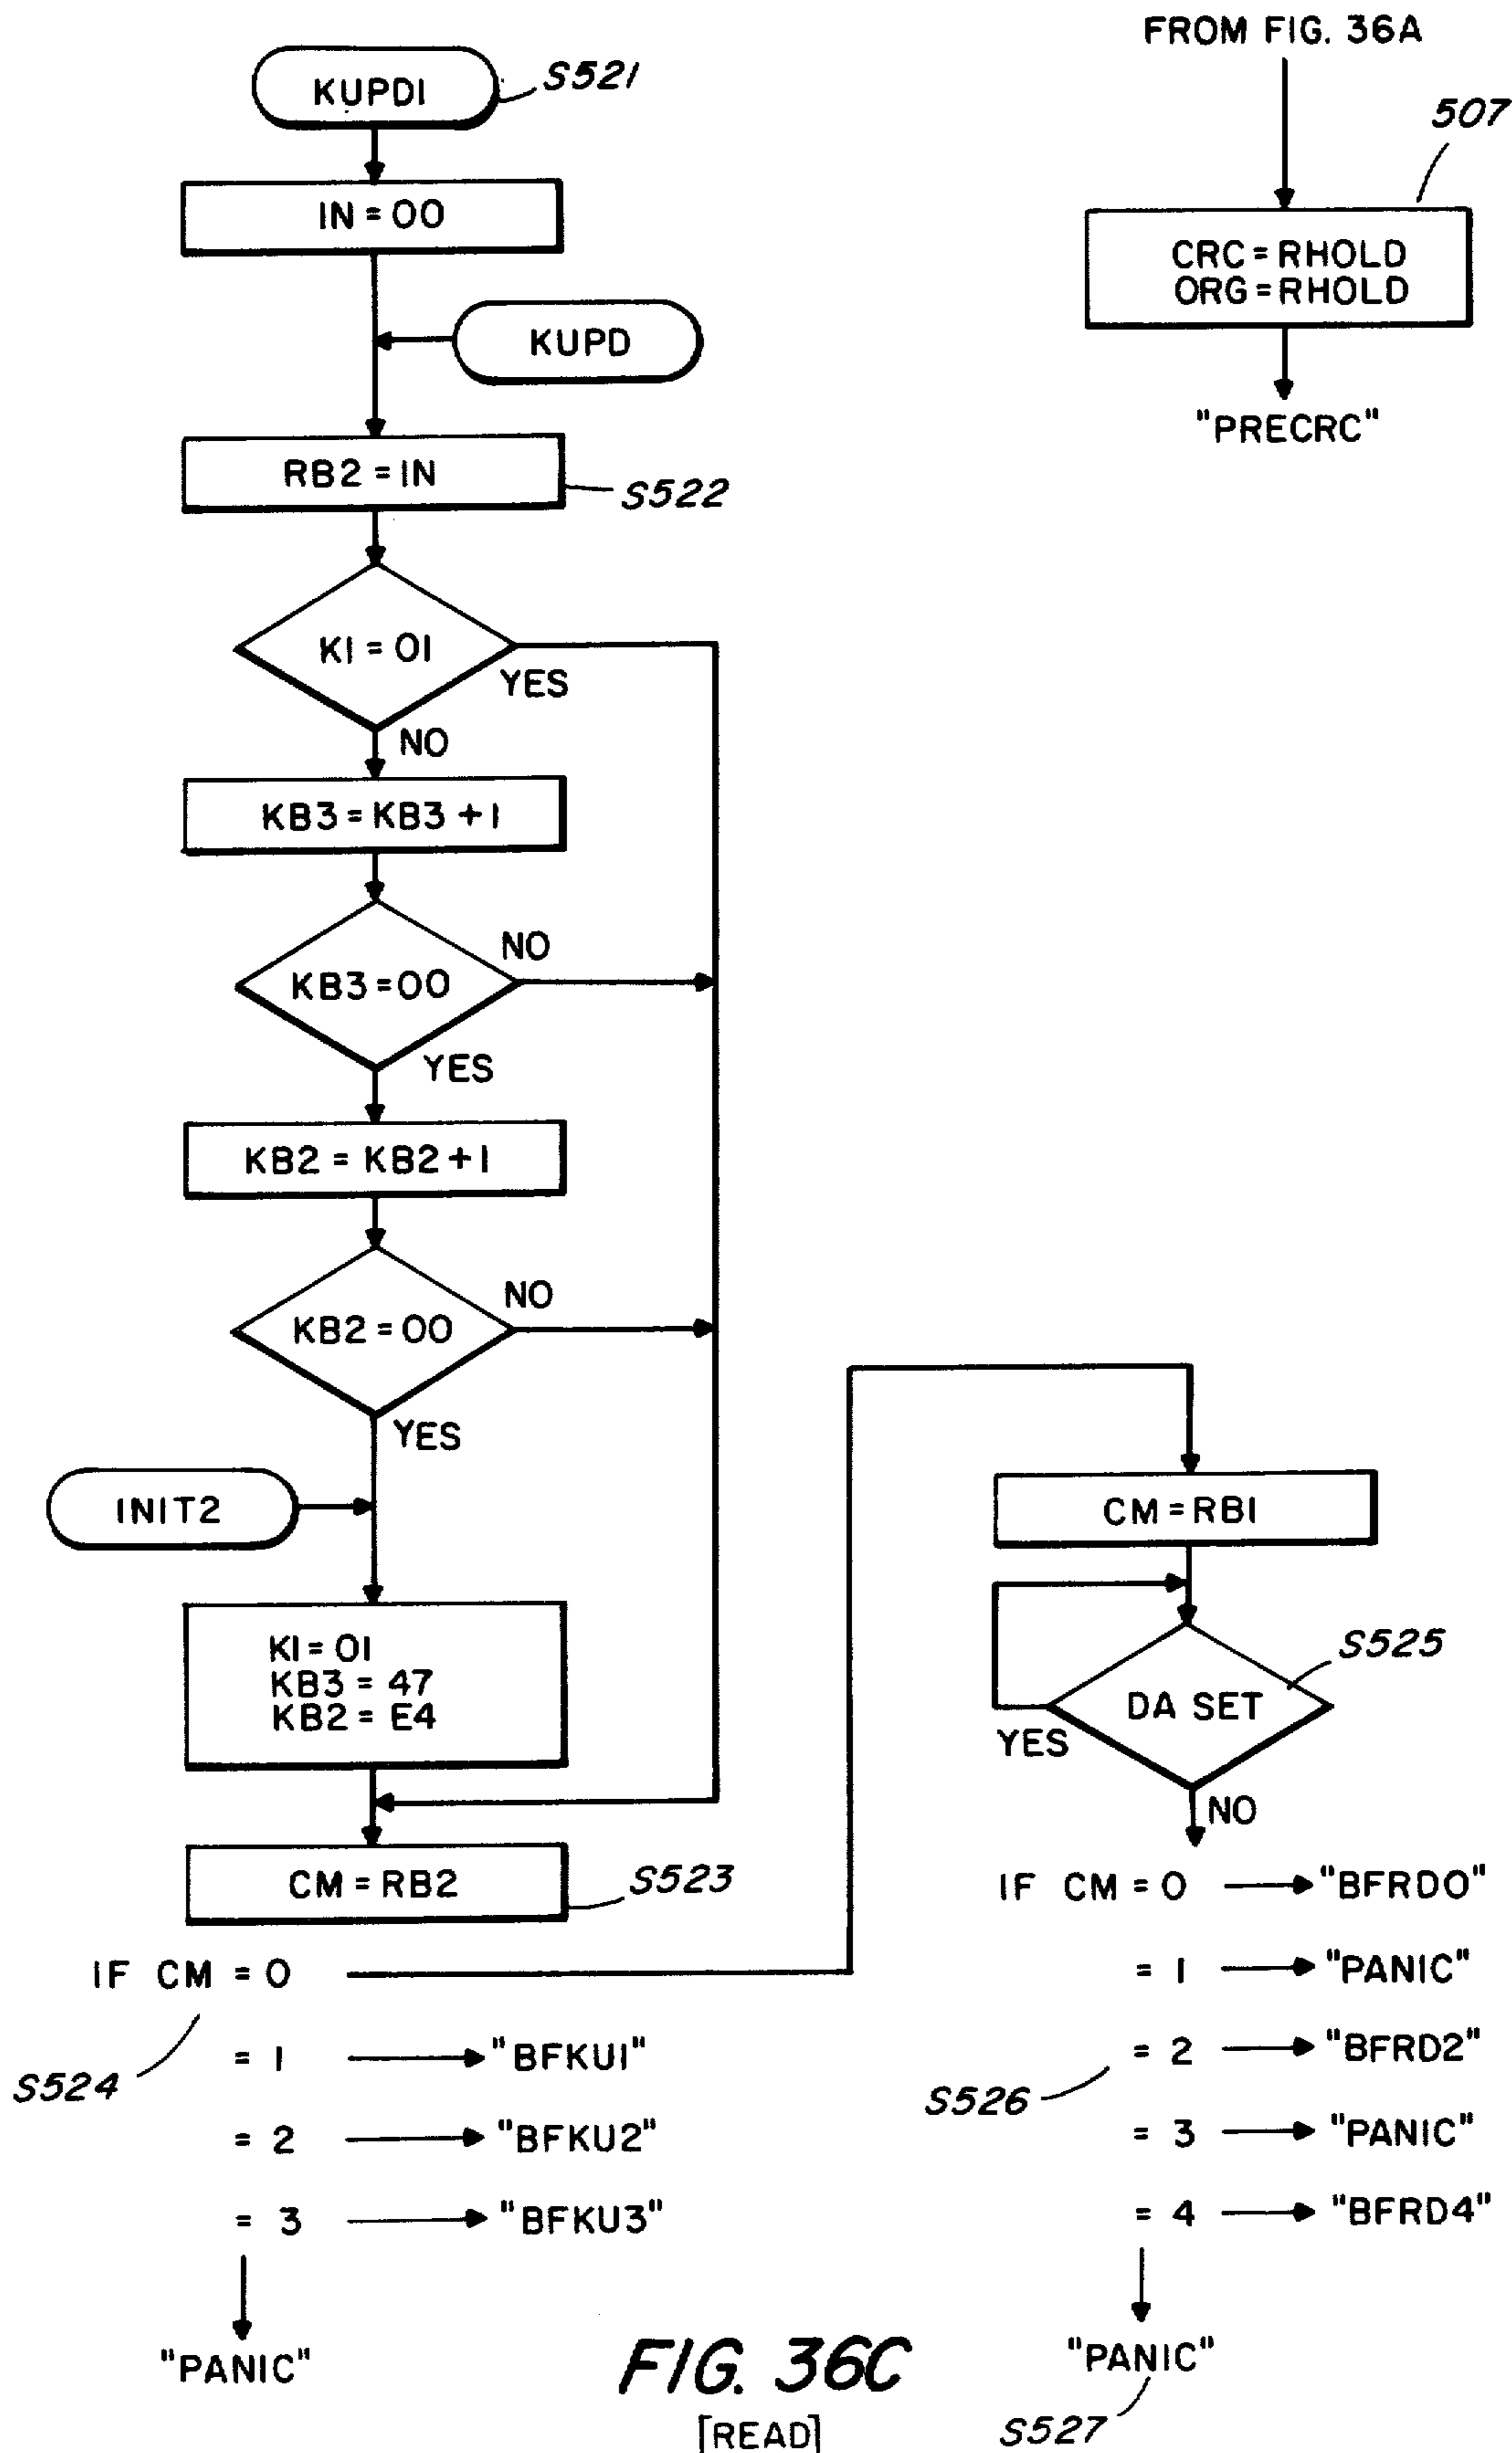 KUPD1
S521
IN = 00
KUPD
RB2 = IN
S522
K1 = 01
YES
NO
KB3 = KB3 + 1
KB3 = 00
NO
YES
KB2 = KB2 + 1
KB2 = 00
NO
YES
INIT2
K1 = 01
KB3 = 47
KB2 = E4
CM = RB2
S523
IF CM = 0
= 1 "BFKU1"
S524
= 2 "BFKU2"
= 3 "BFKU3"
"PANIC"
FROM FIG. 36A
507
CRC = RHOLD
ORG = RHOLD
"PRECRC"
CM = RB1
S525
DA SET
YES
NO
IF CM = 0 "BFRD0"
= 1 "PANIC"
= 2 "BFRD2"
S526
= 3 "PANIC"
= 4 "BFRD4"
"PANIC"
S527
FIG. 36C
[READ]